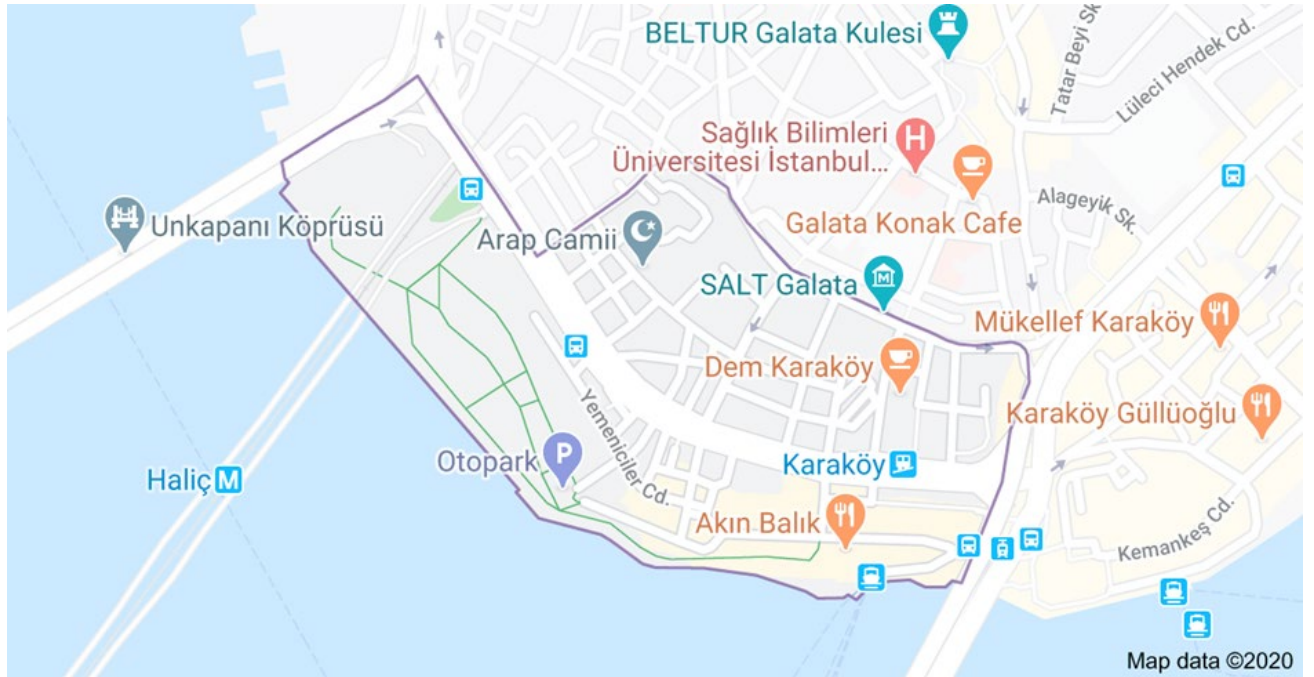 BELTUR Galata Kulesi
Tatar Beyi Sk.
Lüleci Hendek Cd.
Sağlık Bilimleri
Üniversitesi İstanbul...
H
Alageyik Sk.
Unkapanı Köprüsü
Arap Camii
Galata Konak Cafe
SALT Galata
M
Mükellef Karaköy
Dem Karaköy
Karaköy Güllüoğlu
Yemeniciler Cd.
Otopark
P
Karaköy
Haliç M
Akın Balık
Kemankeş Cd.
Map data ©2020